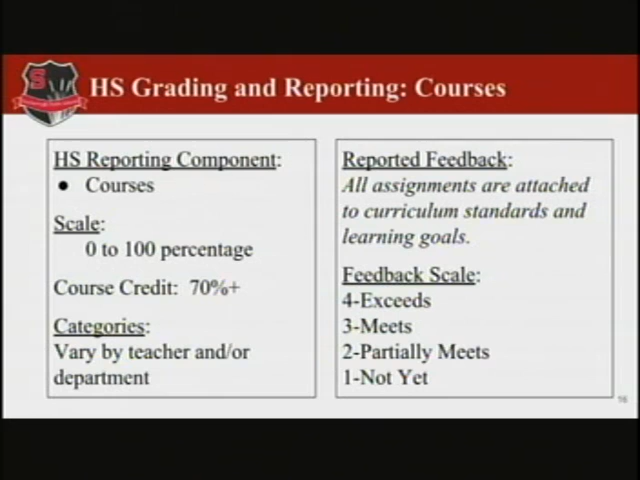 HS Grading and Reporting: Courses
HS Reporting Component:
● Courses
Scale:
0 to 100 percentage
Course Credit: 70%+
Categories:
Vary by teacher and/or
department
Reported Feedback:
All assignments are attached
to curriculum standards and
learning goals.
Feedback Scale:
4-Exceeds
3-Meets
2-Partially Meets
1-Not Yet
16
S